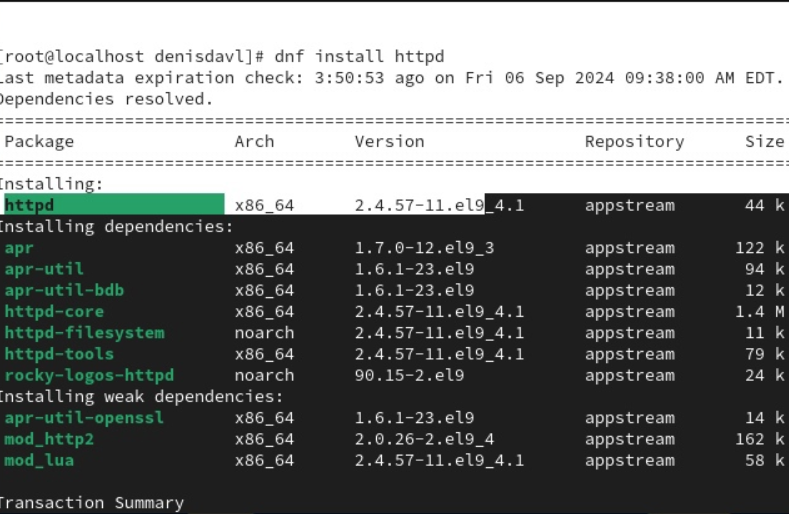 [root@localhost denisdavl]# dnf install httpd
Last metadata expiration check: 3:50:53 ago on Fri 06 Sep 2024 09:38:00 AM EDT.
Dependencies resolved.
================================================================================
Package Arch Version Repository Size
================================================================================
Installing:
httpd x86_64 2.4.57-11.el9_4.1 appstream 44 k
Installing dependencies:
apr x86_64 1.7.0-12.el9_3 appstream 122 k
apr-util x86_64 1.6.1-23.el9 appstream 94 k
apr-util-bdb x86_64 1.6.1-23.el9 appstream 12 k
httpd-core x86_64 2.4.57-11.el9_4.1 appstream 1.4 M
httpd-filesystem noarch 2.4.57-11.el9_4.1 appstream 11 k
httpd-tools x86_64 2.4.57-11.el9_4.1 appstream 79 k
rocky-logos-httpd noarch 90.15-2.el9 appstream 24 k
Installing weak dependencies:
apr-util-openssl x86_64 1.6.1-23.el9 appstream 14 k
mod_http2 x86_64 2.0.26-2.el9_4 appstream 162 k
mod_lua x86_64 2.4.57-11.el9_4.1 appstream 58 k
Transaction Summary